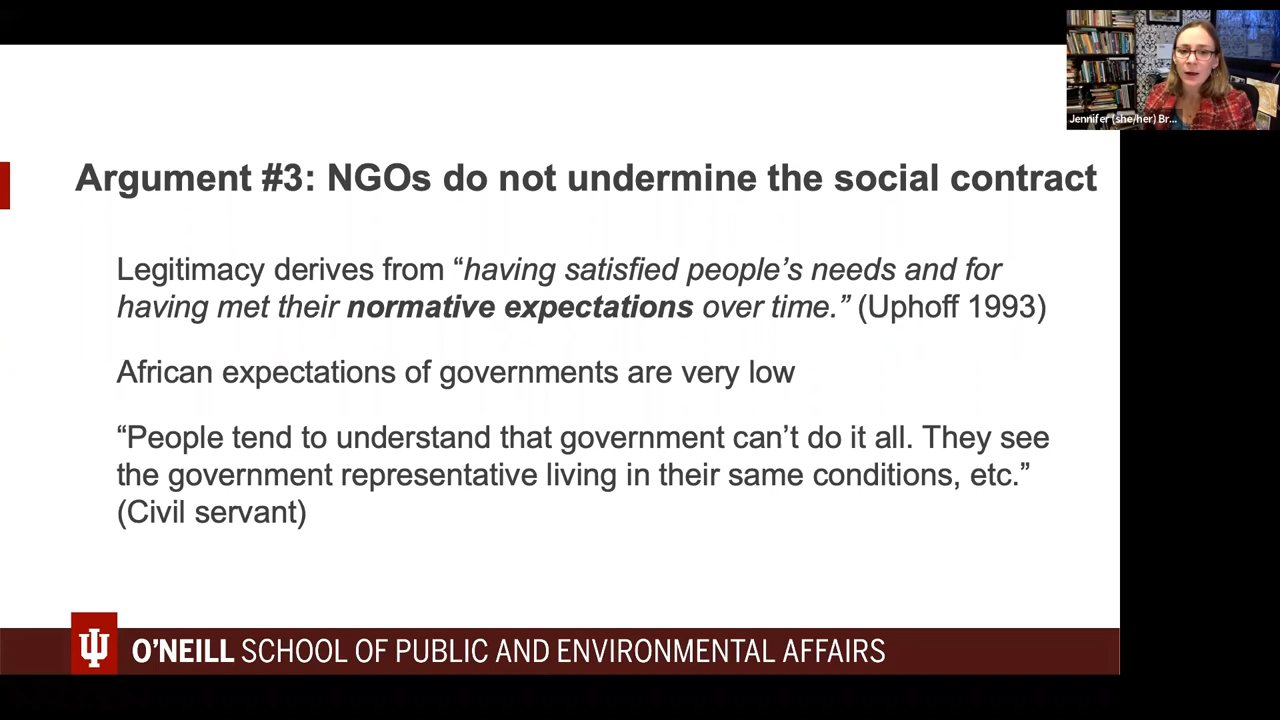 Jennifer (she/her) Br...
Argument #3: NGOs do not undermine the social contract
Legitimacy derives from “having satisfied people’s needs and for
having met their normative expectations over time.” (Uphoff 1993)
African expectations of governments are very low
“People tend to understand that government can’t do it all. They see
the government representative living in their same conditions, etc.”
(Civil servant)
O’NEILL SCHOOL OF PUBLIC AND ENVIRONMENTAL AFFAIRS